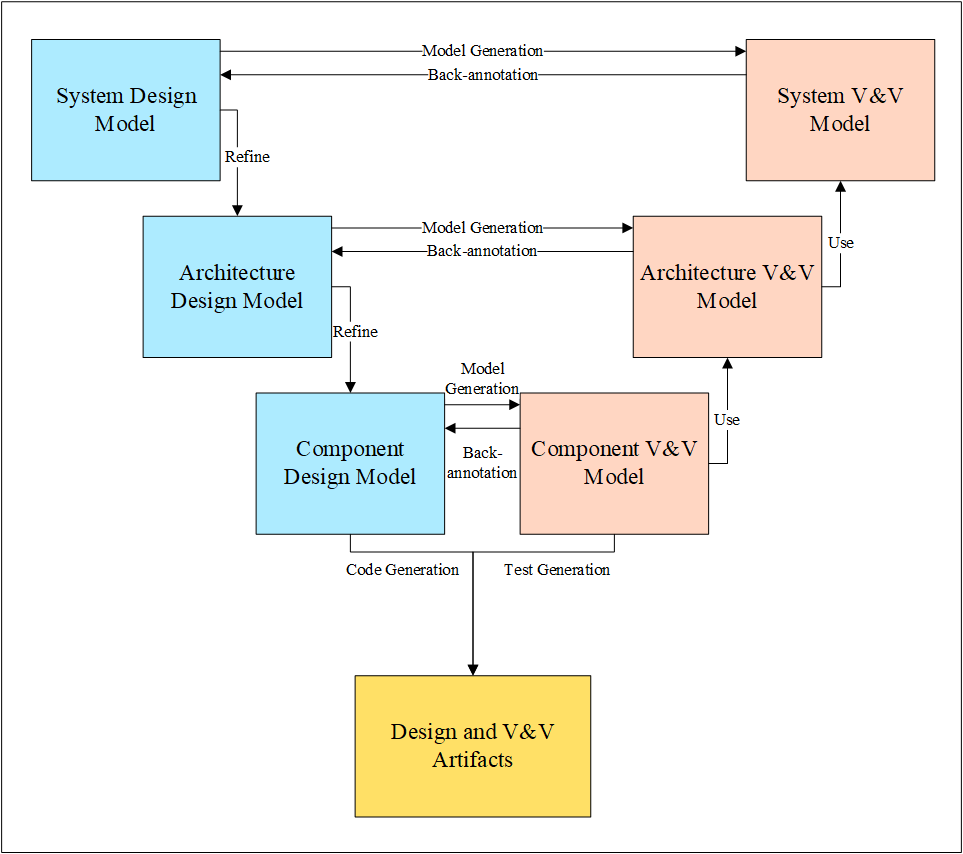 Model Generation
Back-annotation
System Design
Model
System V&V
Model
Refine
Model Generation
Back-annotation
Use
Architecture
Design Model
Architecture V&V
Model
Refine
Model
Generation
Use
Component
Design Model
Back-
annotation
Component V&V
Model
Code Generation
Test Generation
Design and V&V
Artifacts